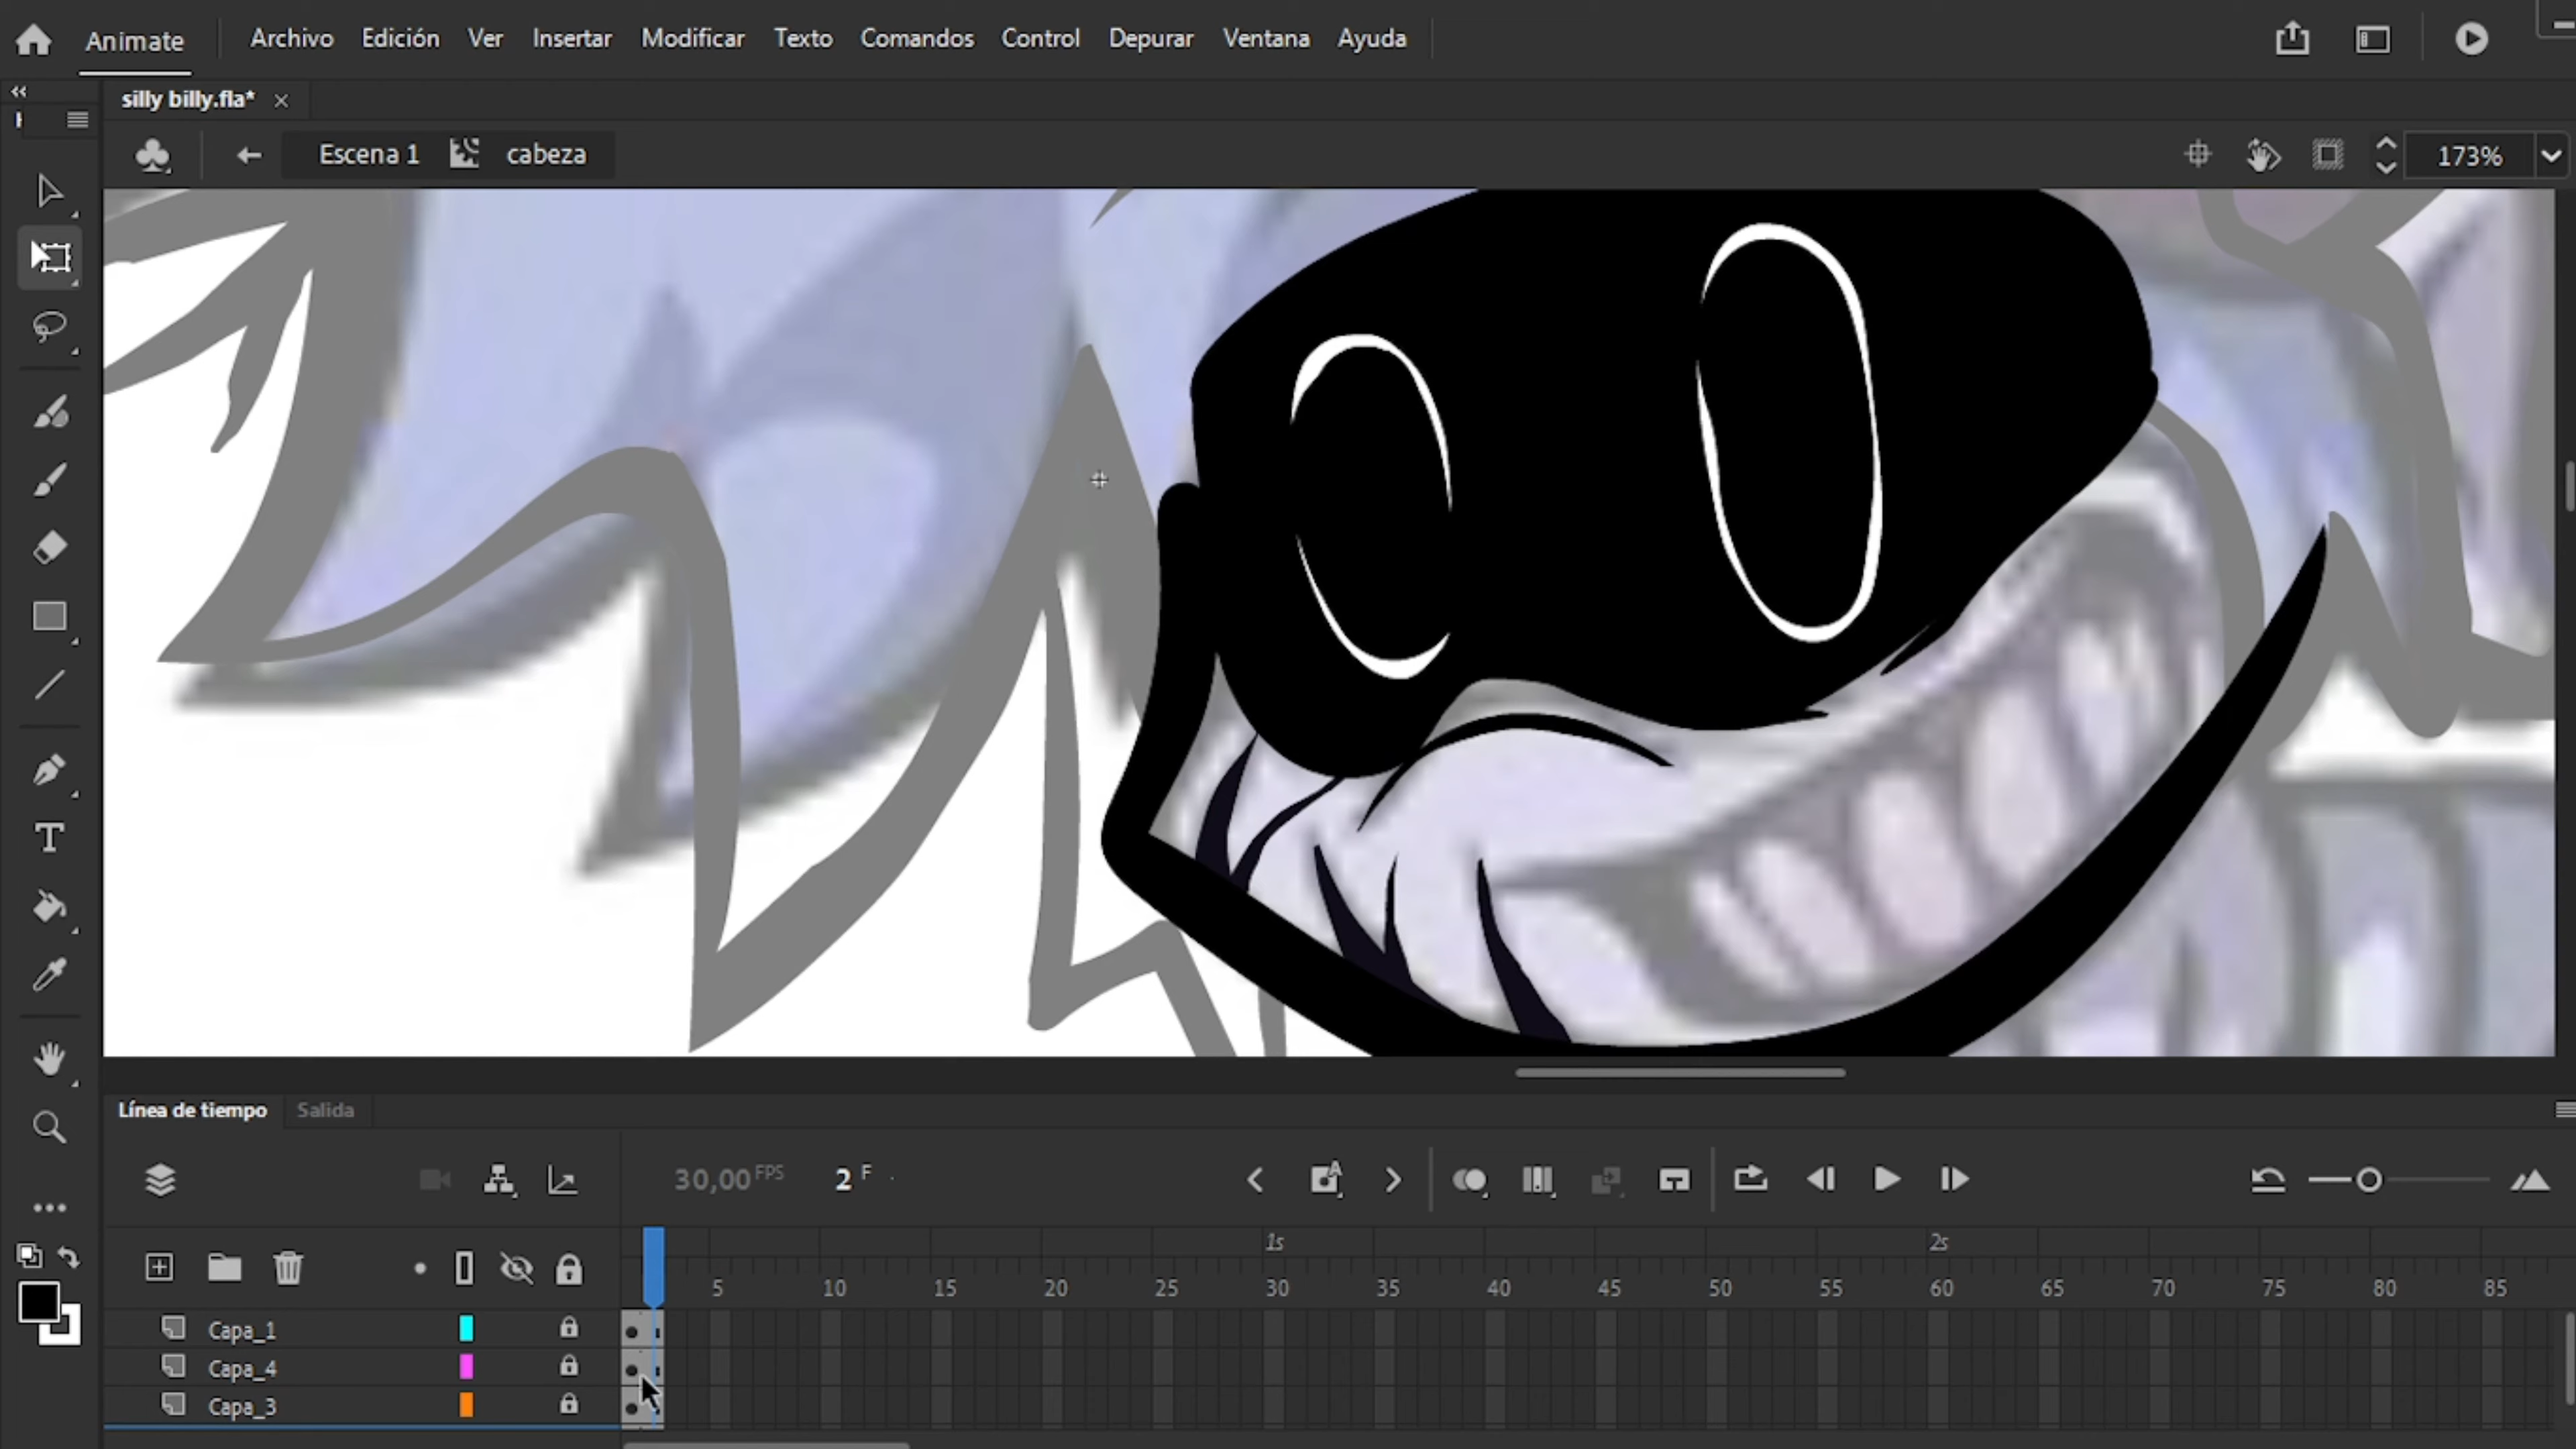 Animate Archivo Edición Ver Insertar Modificar Texto Comandos Control Depurar Ventana Ayuda
silly billy.fla*
Escena 1 cabeza 173%
T
Línea de tiempo Salida
30,00 FPS 2 F
1s 2s
5 10 15 20 25 30 35 40 45 50 55 60 65 70 75 80 85
Capa_1
Capa_4
Capa_3